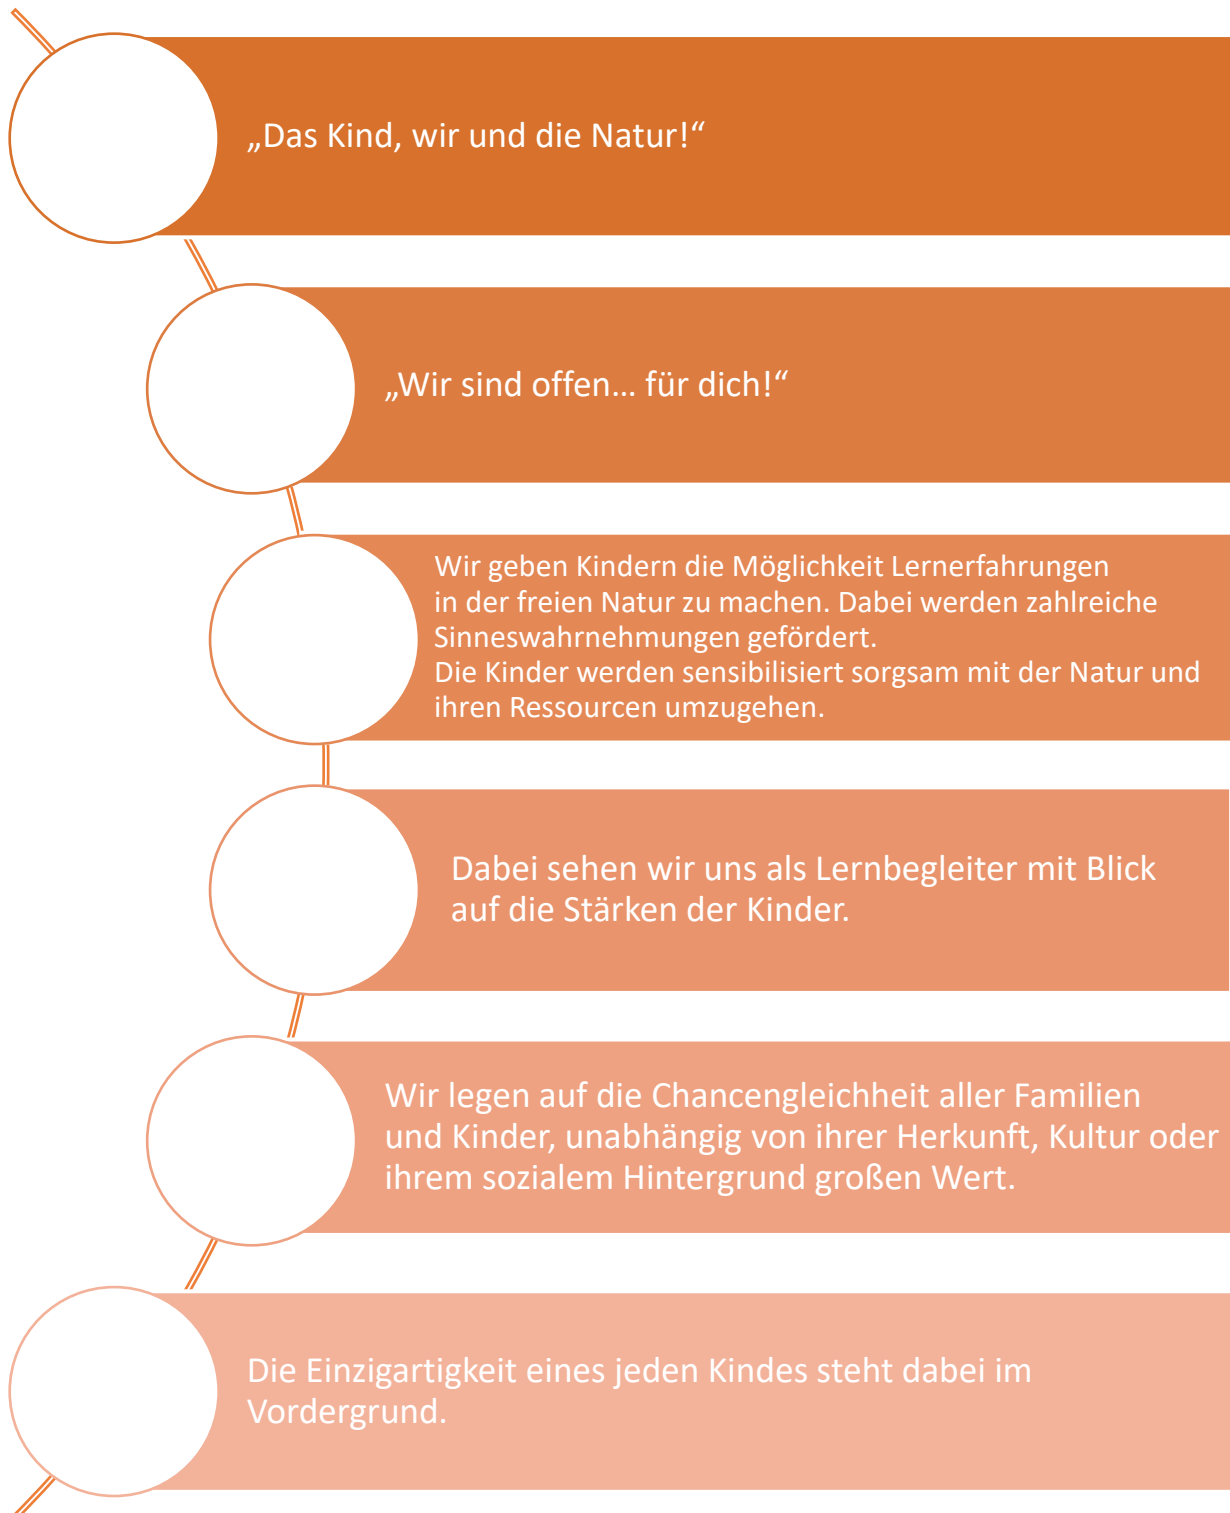 „Das Kind, wir und die Natur!“
„Wir sind offen... für dich!“
Wir geben Kindern die Möglichkeit Lernerfahrungen
in der freien Natur zu machen. Dabei werden zahlreiche
Sinneswahrnehmungen gefördert.
Die Kinder werden sensibilisiert sorgsam mit der Natur und
ihren Ressourcen umzugehen.
Dabei sehen wir uns als Lernbegleiter mit Blick
auf die Stärken der Kinder.
Wir legen auf die Chancengleichheit aller Familien
und Kinder, unabhängig von ihrer Herkunft, Kultur oder
ihrem sozialem Hintergrund großen Wert.
Die Einzigartigkeit eines jeden Kindes steht dabei im
Vordergrund.